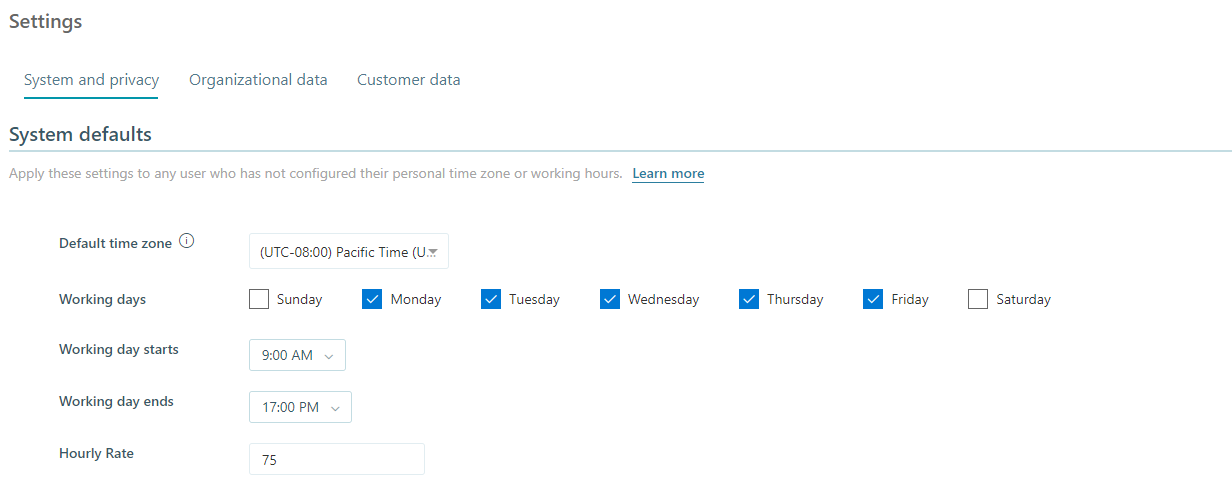 Settings
System and privacy Organizational data Customer data
System defaults
Apply these settings to any user who has not configured their personal time zone or working hours. Learn more
Default time zone (UTC-08:00) Pacific Time (U...
Working days Sunday Monday Tuesday Wednesday Thursday Friday Saturday
Working day starts 9:00 AM
Working day ends 17:00 PM
Hourly Rate 75